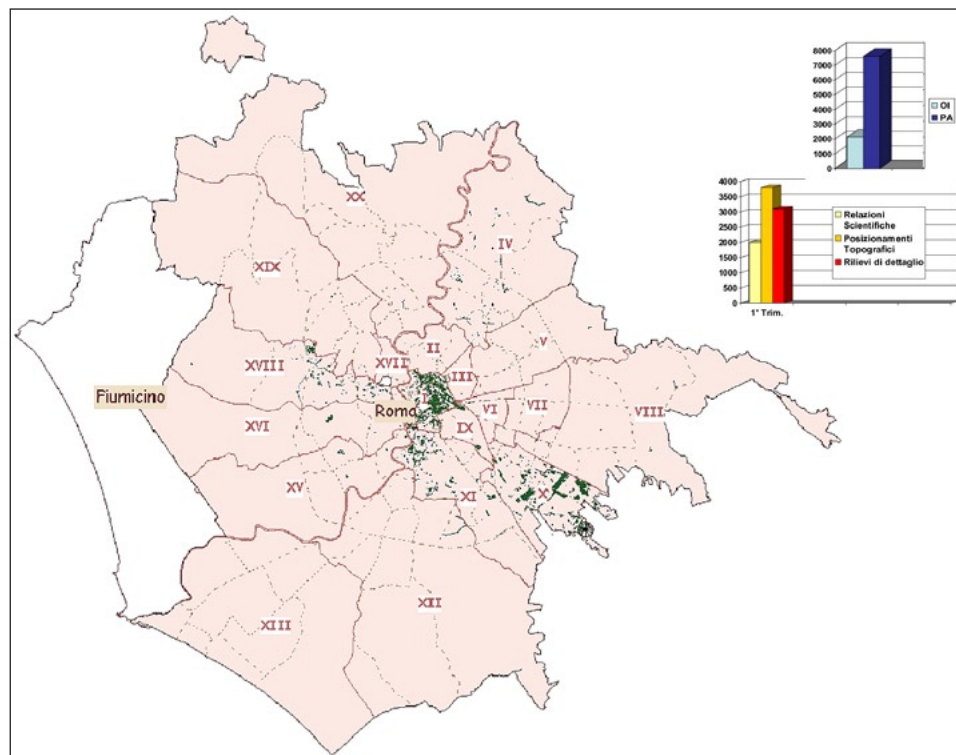 8000
7000
6000
5000
4000
3000
2000
1000
0
OI
PA
4000
3500
3000
2500
2000
1500
1000
500
0
1° Trim.
Relazioni
Scientifiche
Posizionamenti
Topografici
Rilievi di dettaglio
XX
IV
XIX
II
V
XVIII
XVII
III
Fiumicino
I
Roma
VI
VII
VIII
XVI
IX
XV
XI
X
XII
XIII